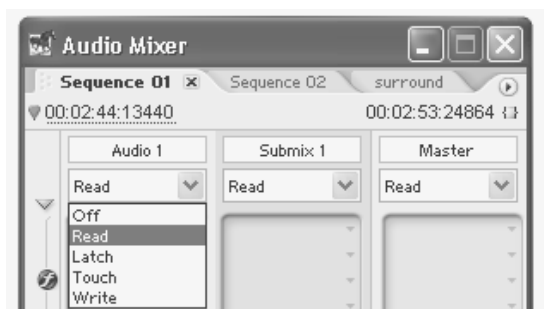 Audio Mixer
Sequence 01 Sequence 02 surround
00:02:44:13440 00:02:53:24864
Audio 1 Submix 1 Master
Read Read Read
Off
Read
Latch
Touch
Write